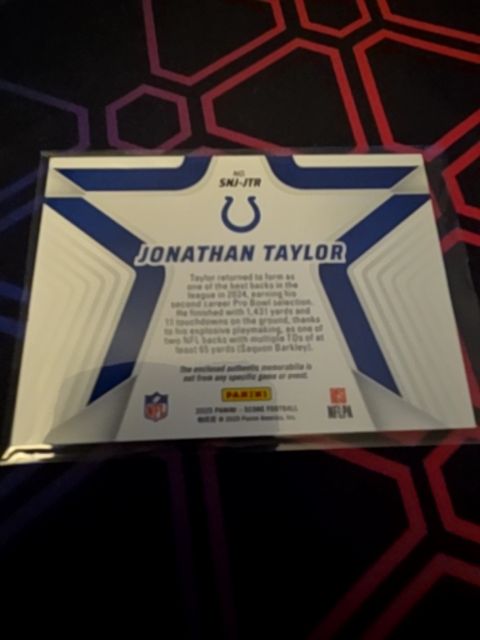 NO.
SNJ-JTR
JONATHAN TAYLOR
Taylor returned to form as
one of the best backs in the
league in 2024, earning his
second career Pro Bowl selection.
He finished with 1,431 yards and
11 touchdowns on the ground, thanks
to his explosive playmaking, as one of
two NFL backs with multiple TDs of at
least 65 yards (Saquon Barkley).
The enclosed authentic memorabilia is
not from any specific game or event.
PANINI
2025 PANINI - SCORE FOOTBALL
© 2025 Panini America, Inc.
NFL
NFLPA